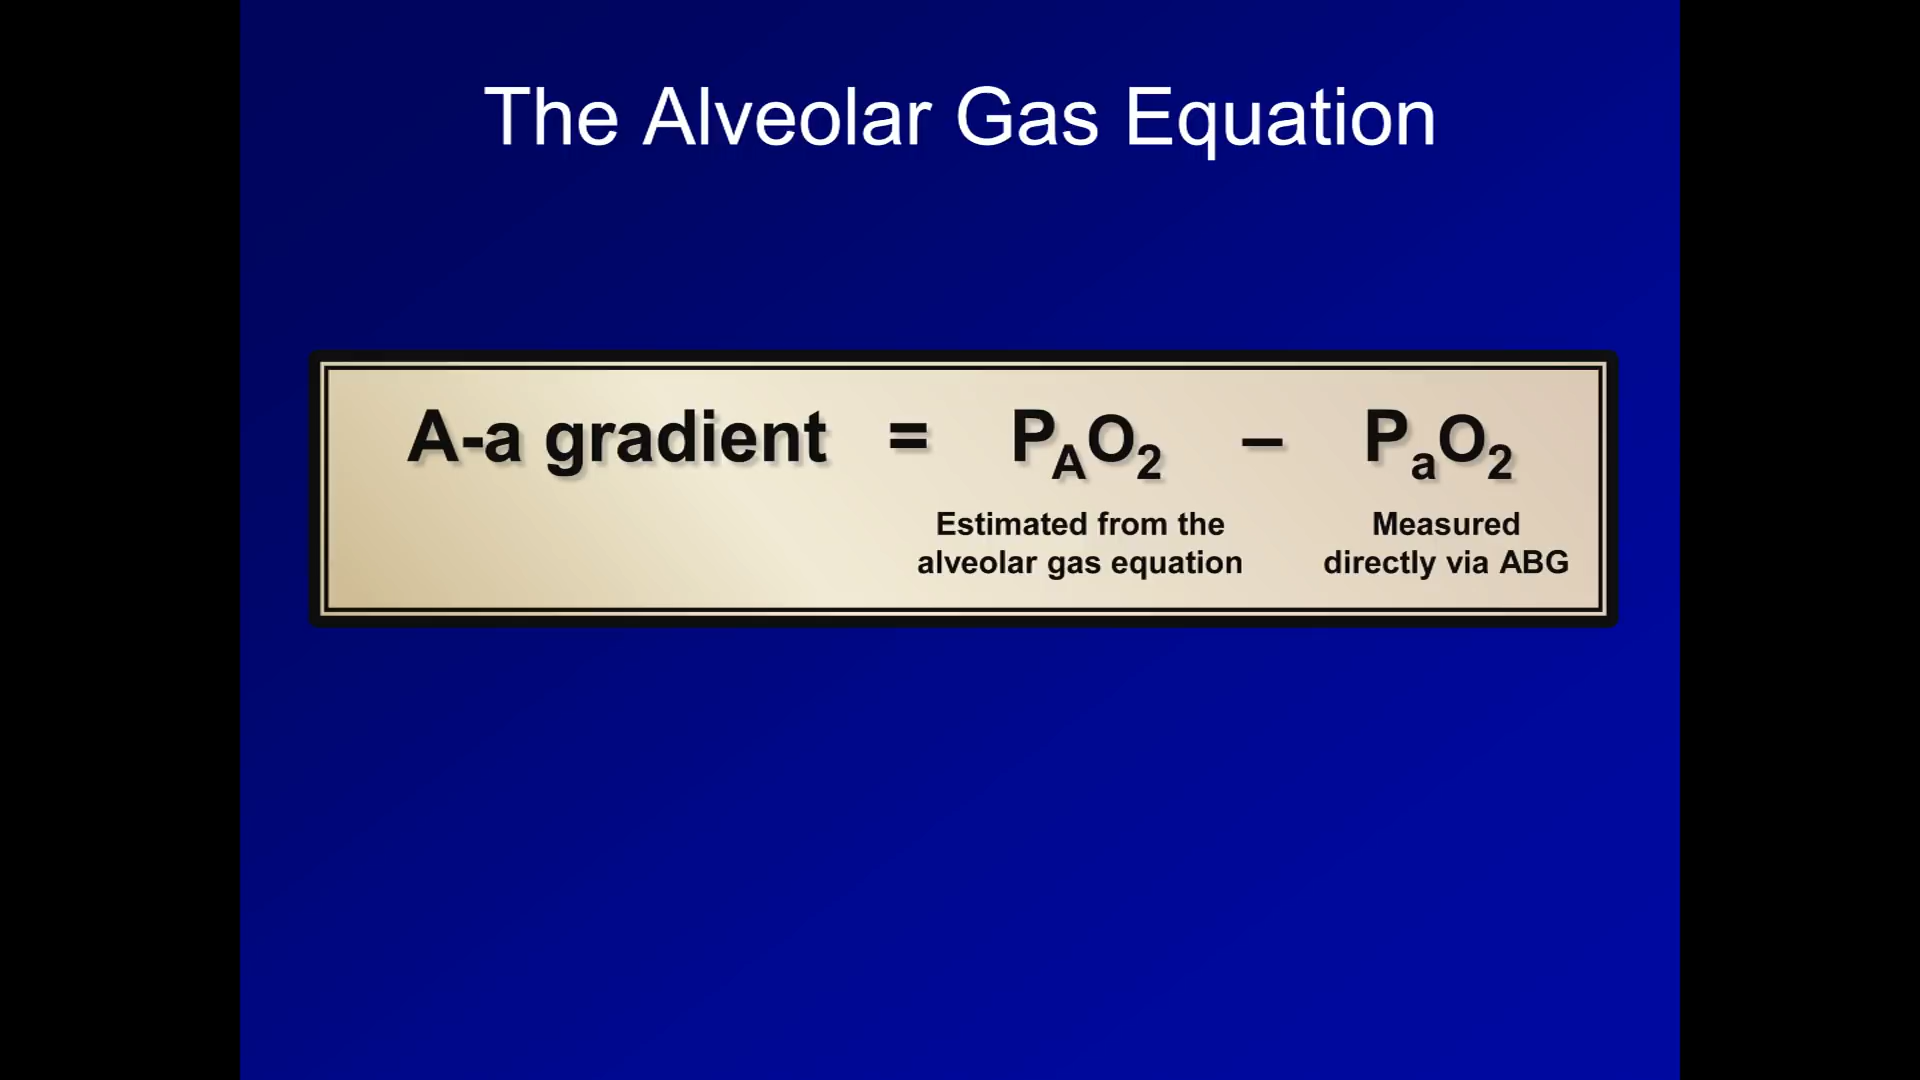 The Alveolar Gas Equation
A-a gradient = PAO2 – PaO2
Estimated from the alveolar gas equation
Measured directly via ABG